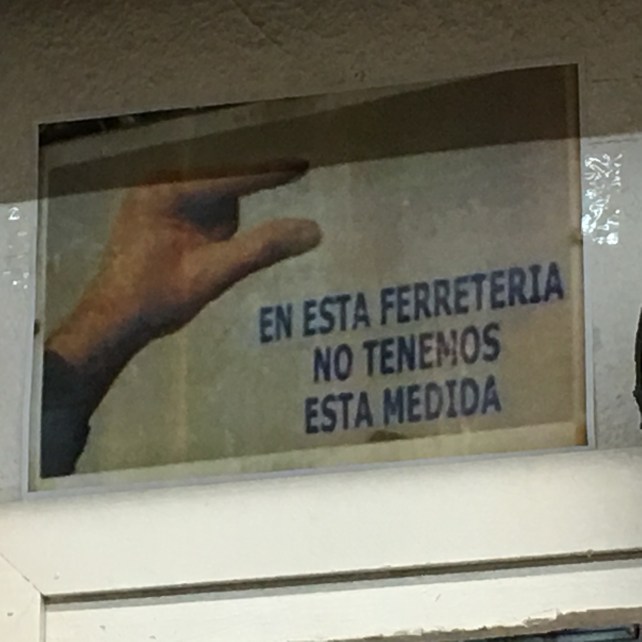 EN ESTA FERRETERIA
NO TENEMOS
ESTA MEDIDA